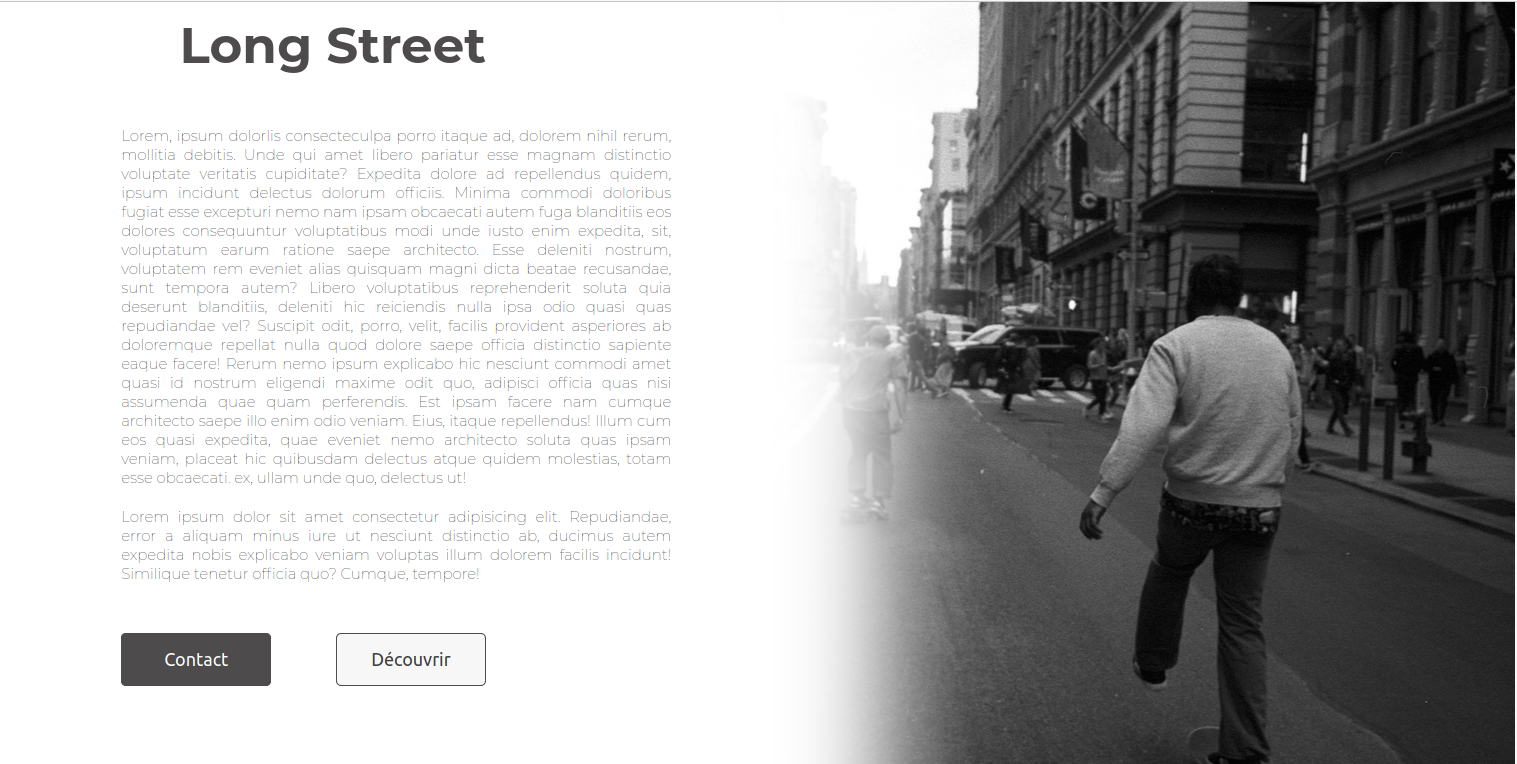 Long Street
Lorem, ipsum dolorlis consecteculpa porro itaque ad, dolorem nihil rerum,
mollitia debitis. Unde qui amet libero pariatur esse magnam distinctio
voluptate veritatis cupiditate? Expedita dolore ad repellendus quidem,
ipsum incidunt delectus dolorum officiis. Minima commodi doloribus
fugiat esse excepturi nemo nam ipsam obcaecati autem fuga blanditiis eos
dolores consequuntur voluptatibus modi unde iusto enim expedita, sit,
voluptatum earum ratione saepe architecto. Esse deleniti nostrum,
voluptatem rem eveniet alias quisquam magni dicta beatae recusandae,
sunt tempora autem? Libero voluptatibus reprehenderit soluta quia
deserunt blanditiis, deleniti hic reiciendis nulla ipsa odio quasi quas
repudiandae vel? Suscipit odit, porro, velit, facilis provident asperiores ab
doloremque repellat nulla quod dolore saepe officia distinctio sapiente
eaque facere! Rerum nemo ipsum explicabo hic nesciunt commodi amet
quasi id nostrum eligendi maxime odit quo, adipisci officia quas nisi
assumenda quae quam perferendis. Est ipsam facere nam cumque
architecto saepe illo enim odio veniam. Eius, itaque repellendus! Illum cum
eos quasi expedita, quae eveniet nemo architecto soluta quas ipsam
veniam, placeat hic quibusdam delectus atque quidem molestias, totam
esse obcaecati. ex, ullam unde quo, delectus ut!
Lorem ipsum dolor sit amet consectetur adipisicing elit. Repudiandae,
error a aliquam minus iure ut nesciunt distinctio ab, ducimus autem
expedita nobis explicabo veniam voluptas illum dolorem facilis incidunt!
Similique tenetur officia quo? Cumque, tempore!
Contact
Découvrir